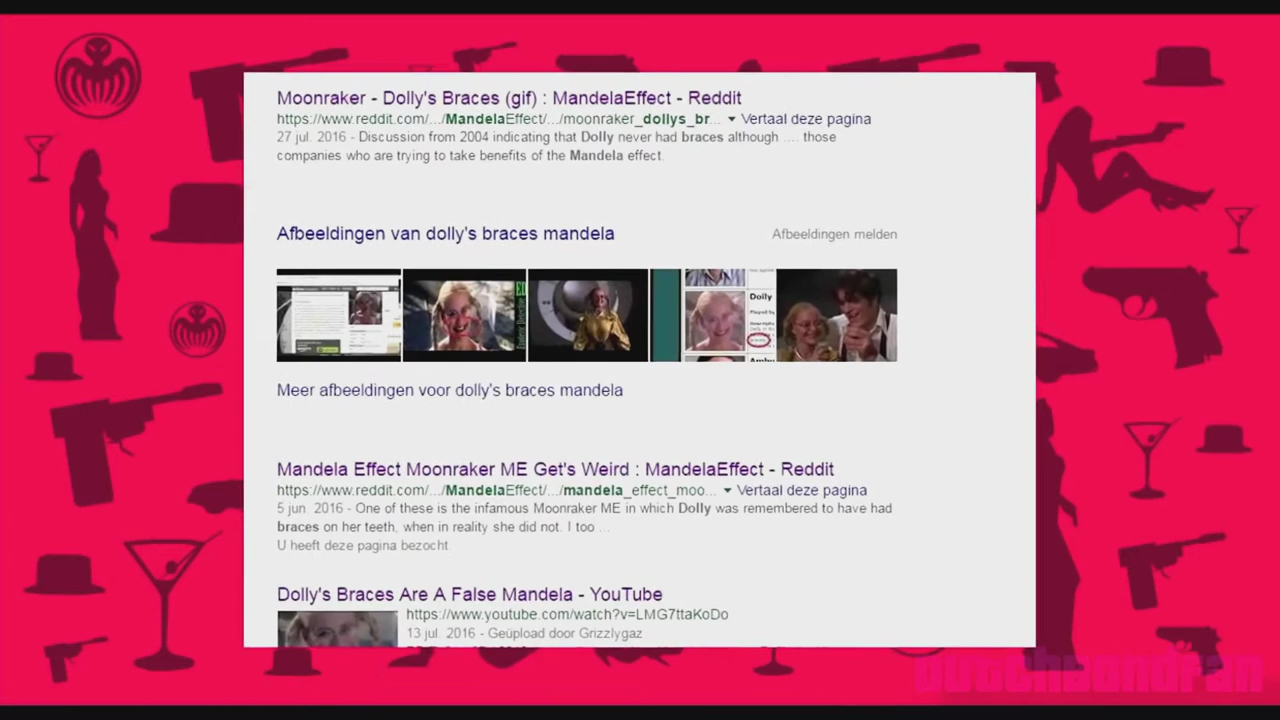 Moonraker - Dolly's Braces (gif) : MandelaEffect - Reddit
https://www.reddit.com/.../MandelaEffect/.../moonraker_dollys_br... ▾ Vertaal deze pagina
27 jul. 2016 - Discussion from 2004 indicating that Dolly never had braces although .... those
companies who are trying to take benefits of the Mandela effect.
Afbeeldingen van dolly's braces mandela
Afbeeldingen melden
Dolly
Meer afbeeldingen voor dolly's braces mandela
Mandela Effect Moonraker ME Get's Weird : MandelaEffect - Reddit
https://www.reddit.com/.../MandelaEffect/.../mandela_effect_moo... ▾ Vertaal deze pagina
5 jun. 2016 - One of these is the infamous Moonraker ME in which Dolly was remembered to have had
braces on her teeth, when in reality she did not. I too ...
U heeft deze pagina bezocht
Dolly's Braces Are A False Mandela - YouTube
https://www.youtube.com/watch?v=LMG7ttaKoDo
13 jul. 2016 - Geüpload door Grizzlygaz
DUTCHBONDFAN